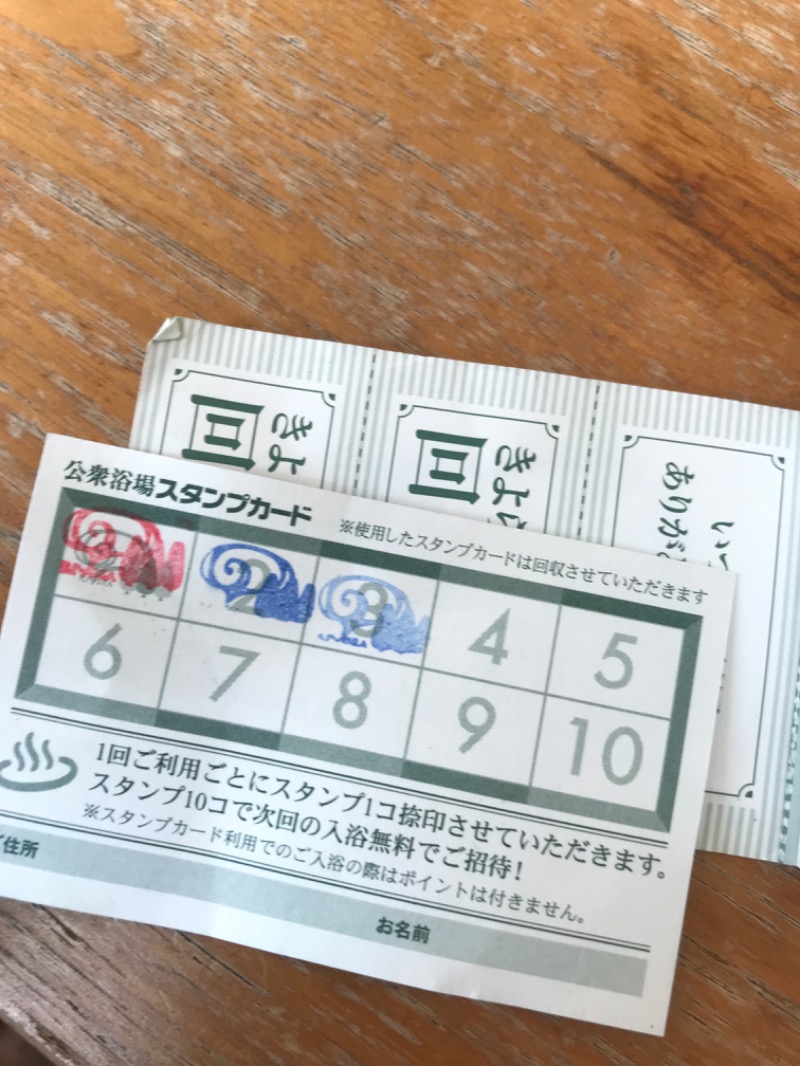 きよ
回
きよら
回
いつ
ありがと
公衆浴場スタンプカード
※使用したスタンプカードは回収させていただきます
2 3 4 5
6 7 8 9 10
1回ご利用ごとにスタンプ1コ捺印させていただきます。
スタンプ10コで次回の入浴無料でご招待!
※スタンプカード利用でのご入浴の際はポイントは付きません。
住所
お名前